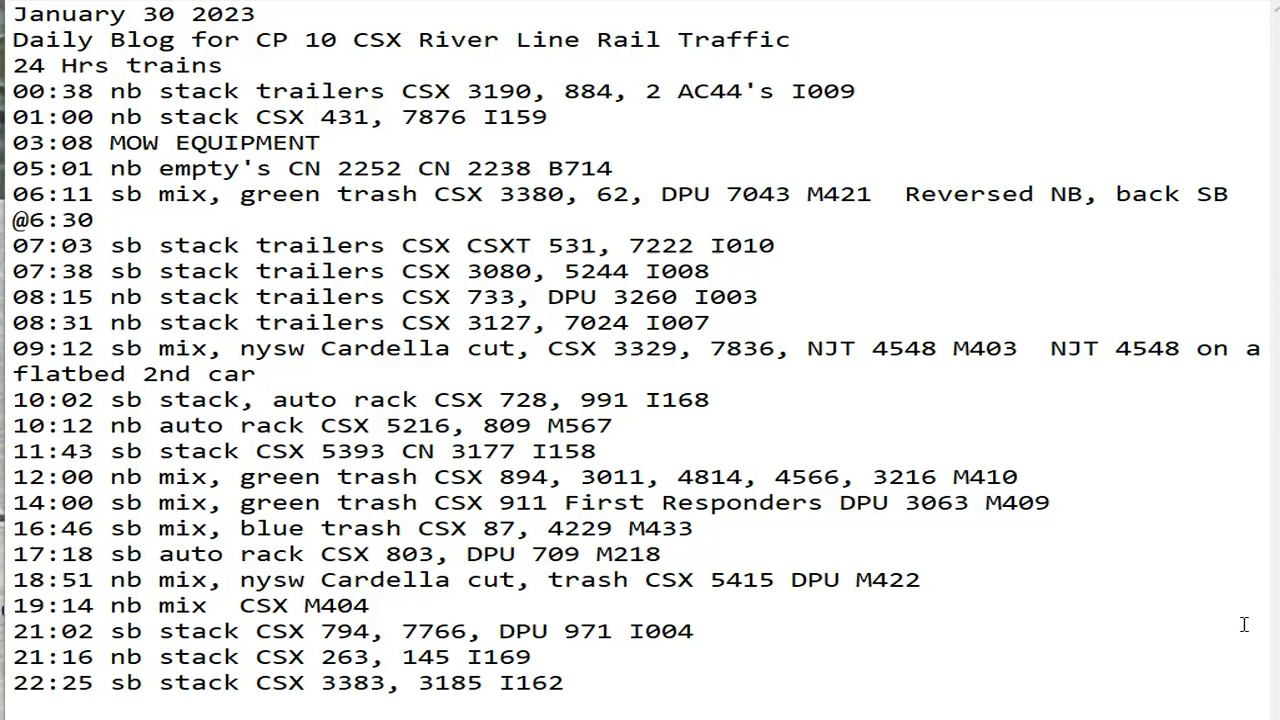 January 30 2023
Daily Blog for CP 10 CSX River Line Rail Traffic
24 Hrs trains
00:38 nb stack trailers CSX 3190, 884, 2 AC44's I009
01:00 nb stack CSX 431, 7876 I159
03:08 MOW EQUIPMENT
05:01 nb empty's CN 2252 CN 2238 B714
06:11 sb mix, green trash CSX 3380, 62, DPU 7043 M421  Reversed NB, back SB
@6:30
07:03 sb stack trailers CSX CSXT 531, 7222 I010
07:38 sb stack trailers CSX 3080, 5244 I008
08:15 nb stack trailers CSX 733, DPU 3260 I003
08:31 nb stack trailers CSX 3127, 7024 I007
09:12 sb mix, nysw Cardella cut, CSX 3329, 7836, NJT 4548 M403  NJT 4548 on a
flatbed 2nd car
10:02 sb stack, auto rack CSX 728, 991 I168
10:12 nb auto rack CSX 5216, 809 M567
11:43 sb stack CSX 5393 CN 3177 I158
12:00 nb mix, green trash CSX 894, 3011, 4814, 4566, 3216 M410
14:00 sb mix, green trash CSX 911 First Responders DPU 3063 M409
16:46 sb mix, blue trash CSX 87, 4229 M433
17:18 sb auto rack CSX 803, DPU 709 M218
18:51 nb mix, nysw Cardella cut, trash CSX 5415 DPU M422
19:14 nb mix  CSX M404
21:02 sb stack CSX 794, 7766, DPU 971 I004
21:16 nb stack CSX 263, 145 I169
22:25 sb stack CSX 3383, 3185 I162